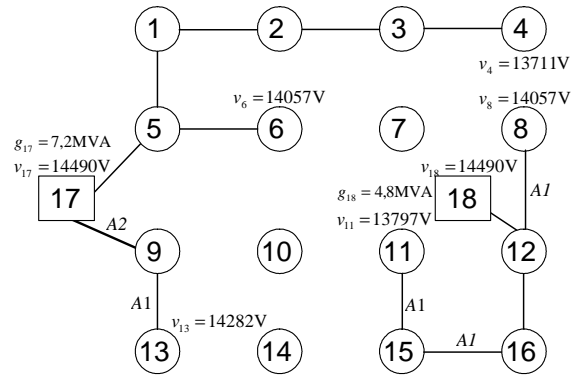 1 2 3 4
v₄ = 13711V
v₆ = 14057V
v₈ = 14057V
5 6 7 8
g₁₇ = 7,2MVA
v₁₇ = 14490V
v₁₈ = 14490V
A1
17
g₁₈ = 4,8MVA
18
A2
v₁₁ = 13797V
9 10 11 12
A1
A1
v₁₃ = 14282V
A1
13 14 15 16